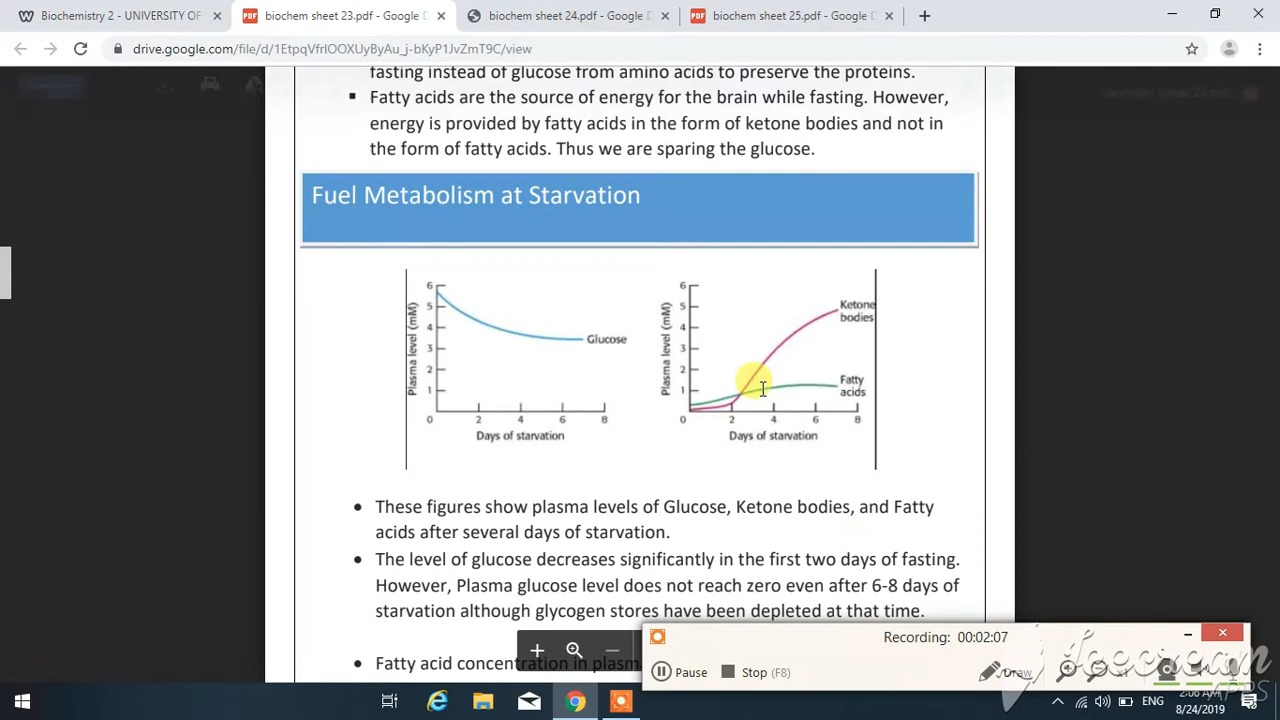 Biochemistry 2 - UNIVERSITY OF
biochem sheet 23.pdf - Google D
biochem sheet 24.pdf - Google D
biochem sheet 25.pdf - Google D
drive.google.com/file/d/1EtpqVfrIOOXUyByAu_j-bKyP1JvZmT9C/view
fasting instead of glucose from amino acids to preserve the proteins.
▪ Fatty acids are the source of energy for the brain while fasting. However,
energy is provided by fatty acids in the form of ketone bodies and not in
the form of fatty acids. Thus we are sparing the glucose.
Fuel Metabolism at Starvation
Plasma level (mM)
6
5
4
3
2
1
0
2
4
6
8
Glucose
Days of starvation
Plasma level (mM)
6
5
4
3
2
1
0
2
4
6
8
Ketone
bodies
Fatty
acids
Days of starvation
• These figures show plasma levels of Glucose, Ketone bodies, and Fatty
acids after several days of starvation.
• The level of glucose decreases significantly in the first two days of fasting.
However, Plasma glucose level does not reach zero even after 6-8 days of
starvation although glycogen stores have been depleted at that time.
• Fatty acid concentration in plasm
Recording: 00:02:07
Pause
Stop (F8)
Draw
x1
Icecream
APPS
ENG
2:06 AM
8/24/2019